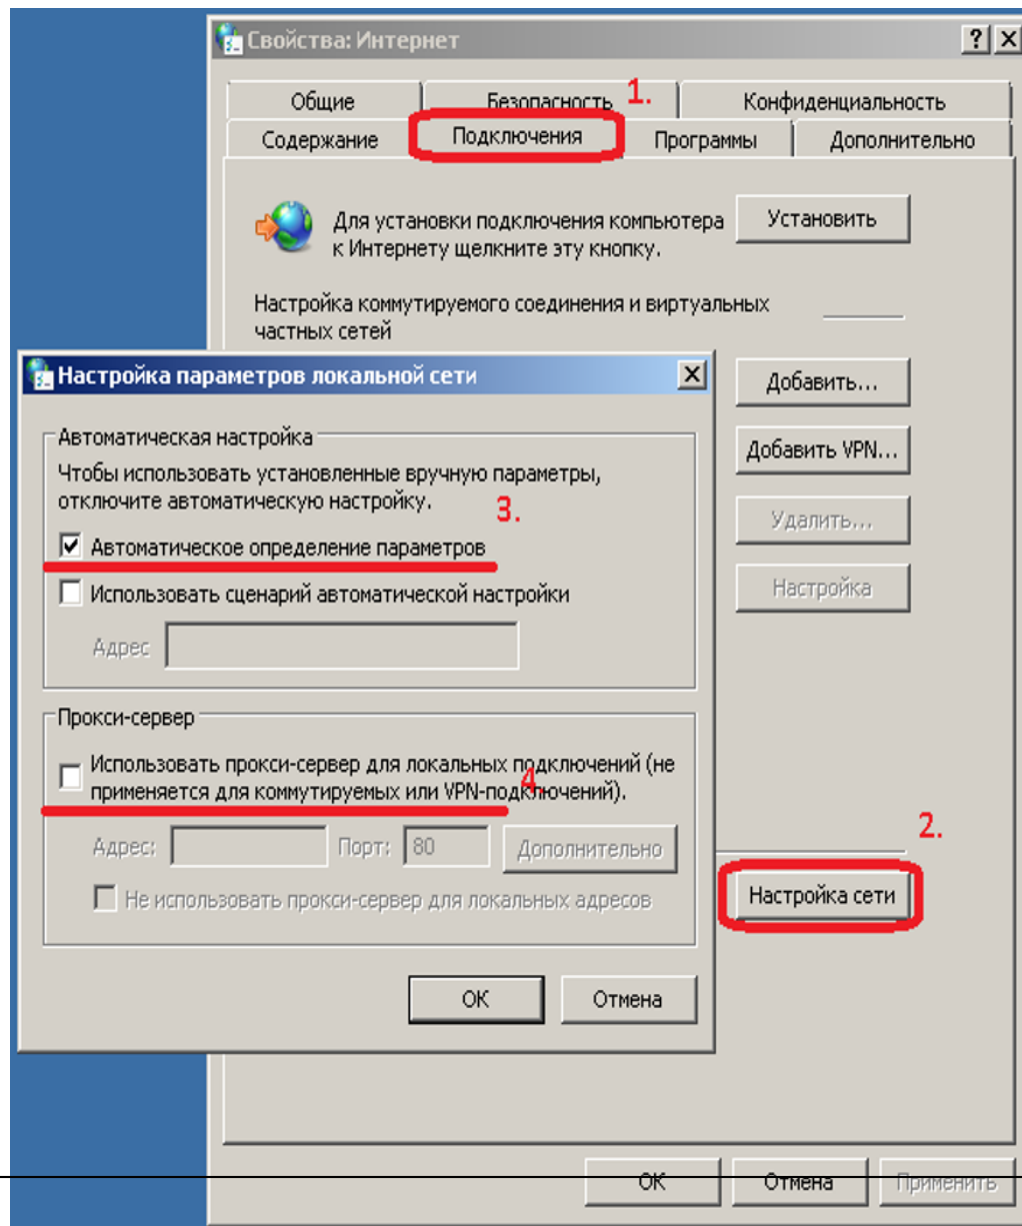 Свойства: Интернет
? X
Общие
Безопасность
1.
Конфиденциальность
Содержание
Подключения
Программы
Дополнительно
Для установки подключения компьютера
к Интернету щелкните эту кнопку.
Установить
Настройка коммутируемого соединения и виртуальных
частных сетей
Добавить...
Добавить VPN...
Удалить...
Настройка
2.
Настройка сети
Настройка параметров локальной сети
X
Автоматическая настройка
Чтобы использовать установленные вручную параметры,
отключите автоматическую настройку.
3.
Автоматическое определение параметров
Использовать сценарий автоматической настройки
Адрес
Прокси-сервер
Использовать прокси-сервер для локальных подключений (не
применяется для коммутируемых или VPN-подключений).
4.
Адрес:
Порт:
80
Дополнительно
Не использовать прокси-сервер для локальных адресов
ОК
Отмена
ОК
Отмена
Применить